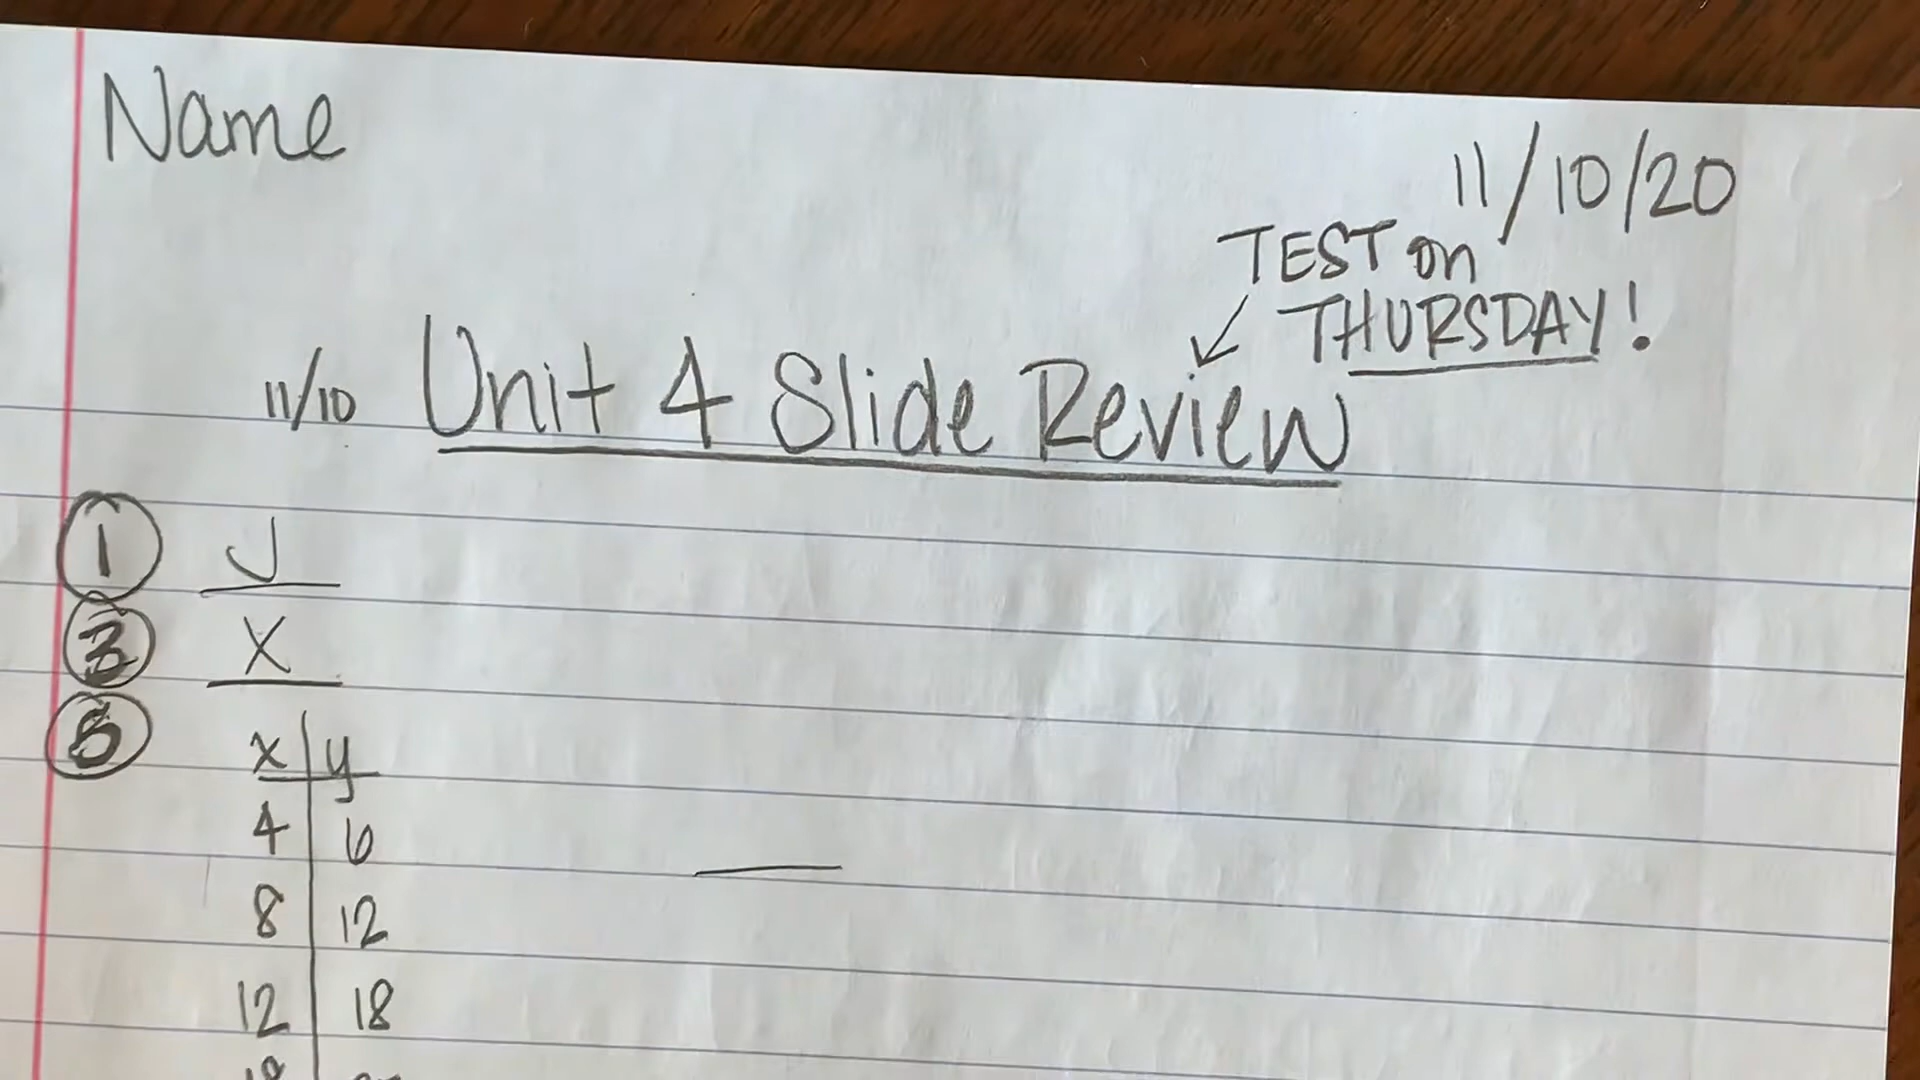 Name
11/10/20
TEST on
THURSDAY!
11/10 Unit 4 Slide Review
1 J
3 X
5 x y
4 6
8 12
12 18